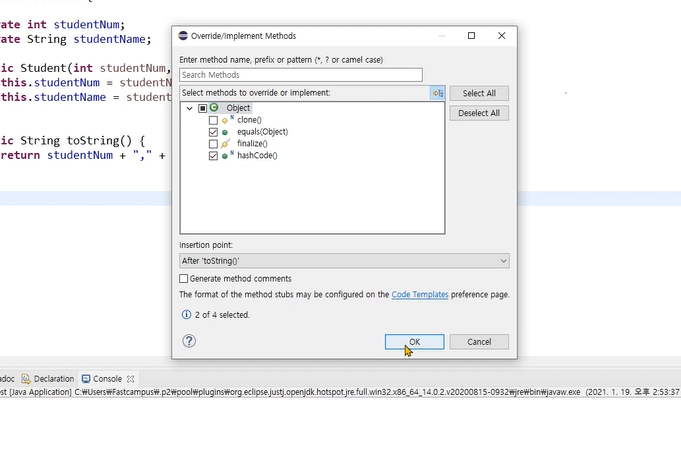 ate int studentNum;
ate String studentName;
ic Student(int studentNum,
this.studentNum = studentN
this.studentName = student
ic String toString() {
return studentNum + "," +
Override/Implement Methods
Enter method name, prefix or pattern (*, ? or camel case)
Search Methods
Select methods to override or implement:
Select All
Deselect All
Object
clone()
equals(Object)
finalize()
hashCode()
Insertion point:
After 'toString()'
Generate method comments
The format of the method stubs may be configured on the Code Templates preference page.
2 of 4 selected.
OK
Cancel
adoc Declaration Console
st [Java Application] C:₩Users₩Fastcampus₩.p2₩pool₩plugins₩org.eclipse.justj.openjdk.hotspot.jre.full.win32.x86_64_14.0.2.v20200815-0932₩jre₩bin₩javaw.exe (2021. 1. 19. 오후 2:53:37